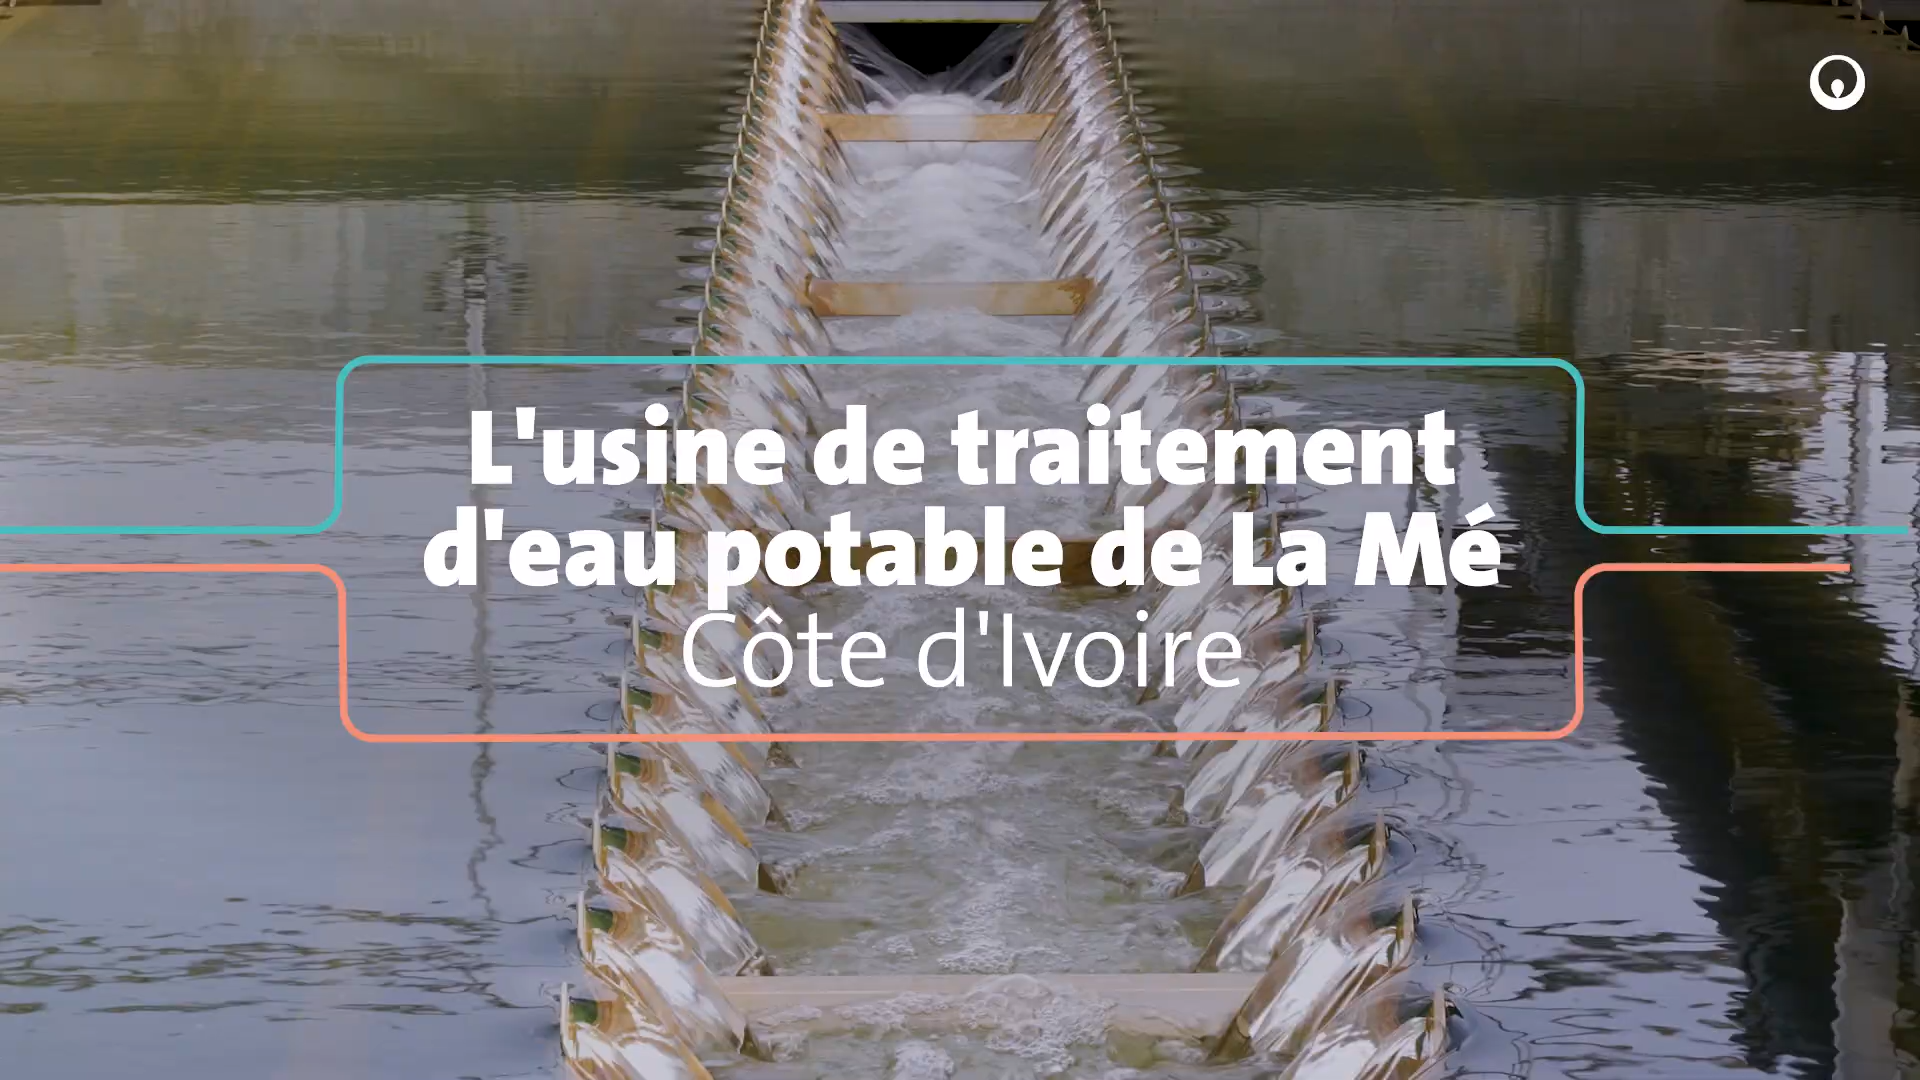 L'usine de traitement
d'eau potable de La Mé
Côte d'Ivoire